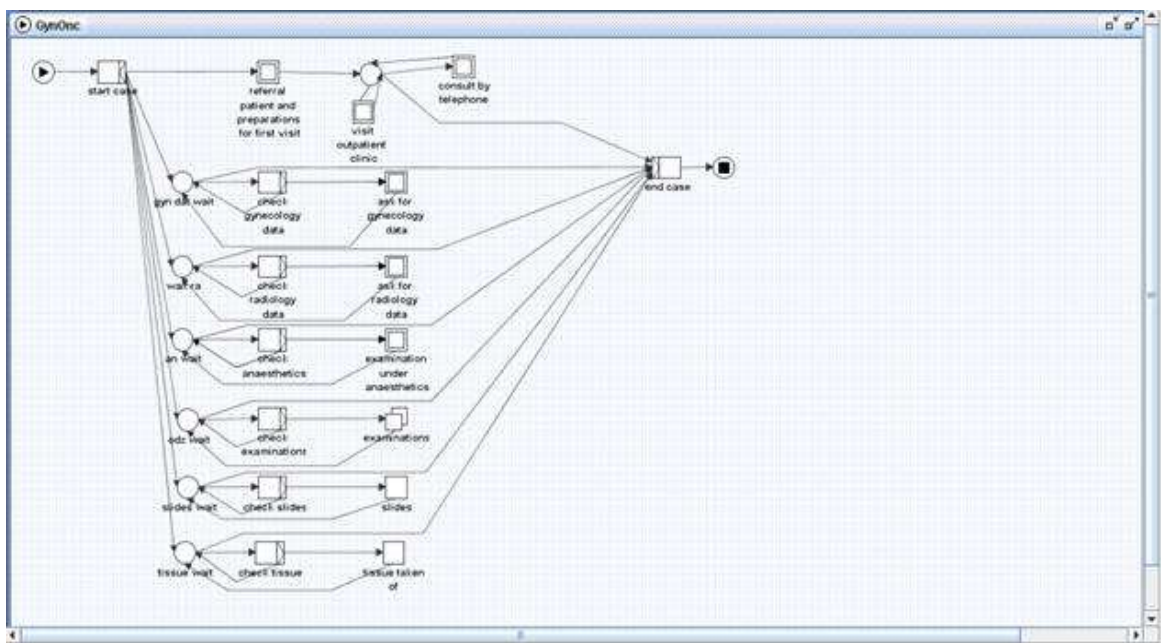 GynOnc
start case
referral
patient and
preparations
for first visit
consult by
telephone
visit
outpatient
clinic
end case
gyn dat wait
check
gynecology
data
ask for
gynecology
data
wait ra
check
radiology
data
ask for
radiology
data
an wait
check
anaesthetics
examination
under
anaesthetics
odz wait
check
examinations
examinations
slides wait
check slides
slides
tissue wait
check tissue
tissue taken
of